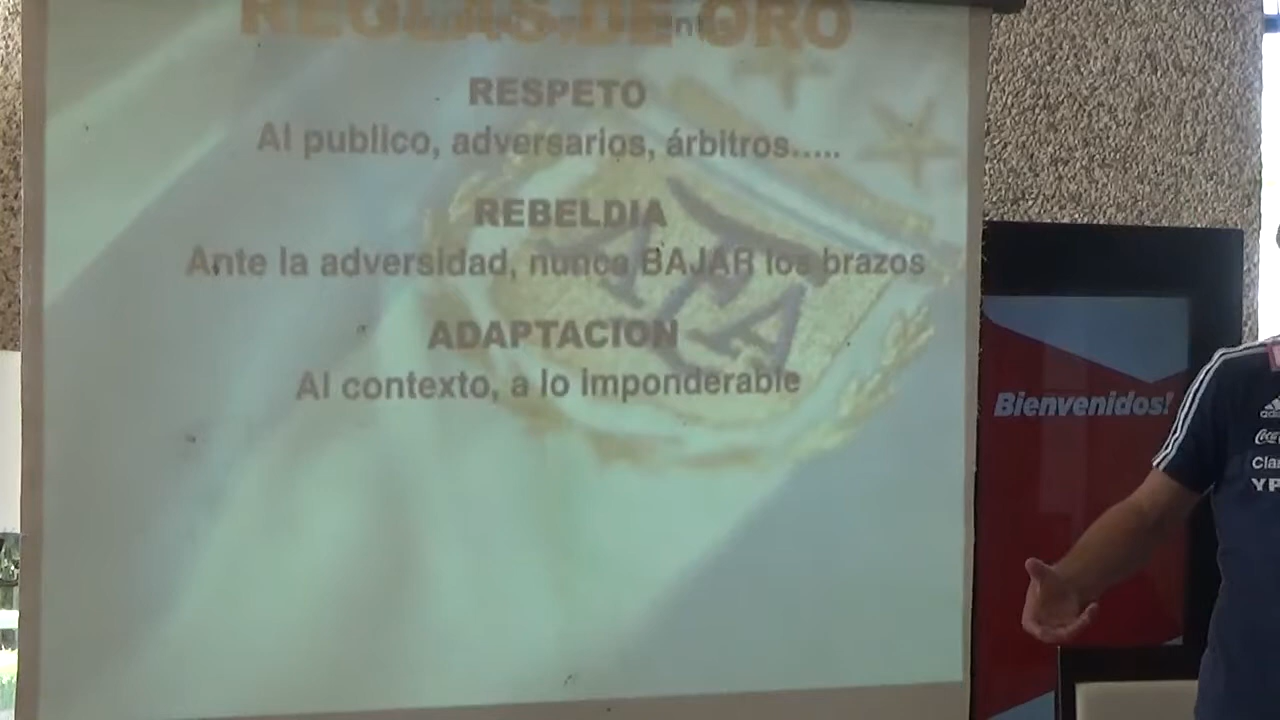 REGLAS DE ORO
RESPETO
Al publico, adversarios, árbitros.....
REBELDIA
Ante la adversidad, nunca BAJAR los brazos
ADAPTACION
Al contexto, a lo imponderable
AFA
Bienvenidos!